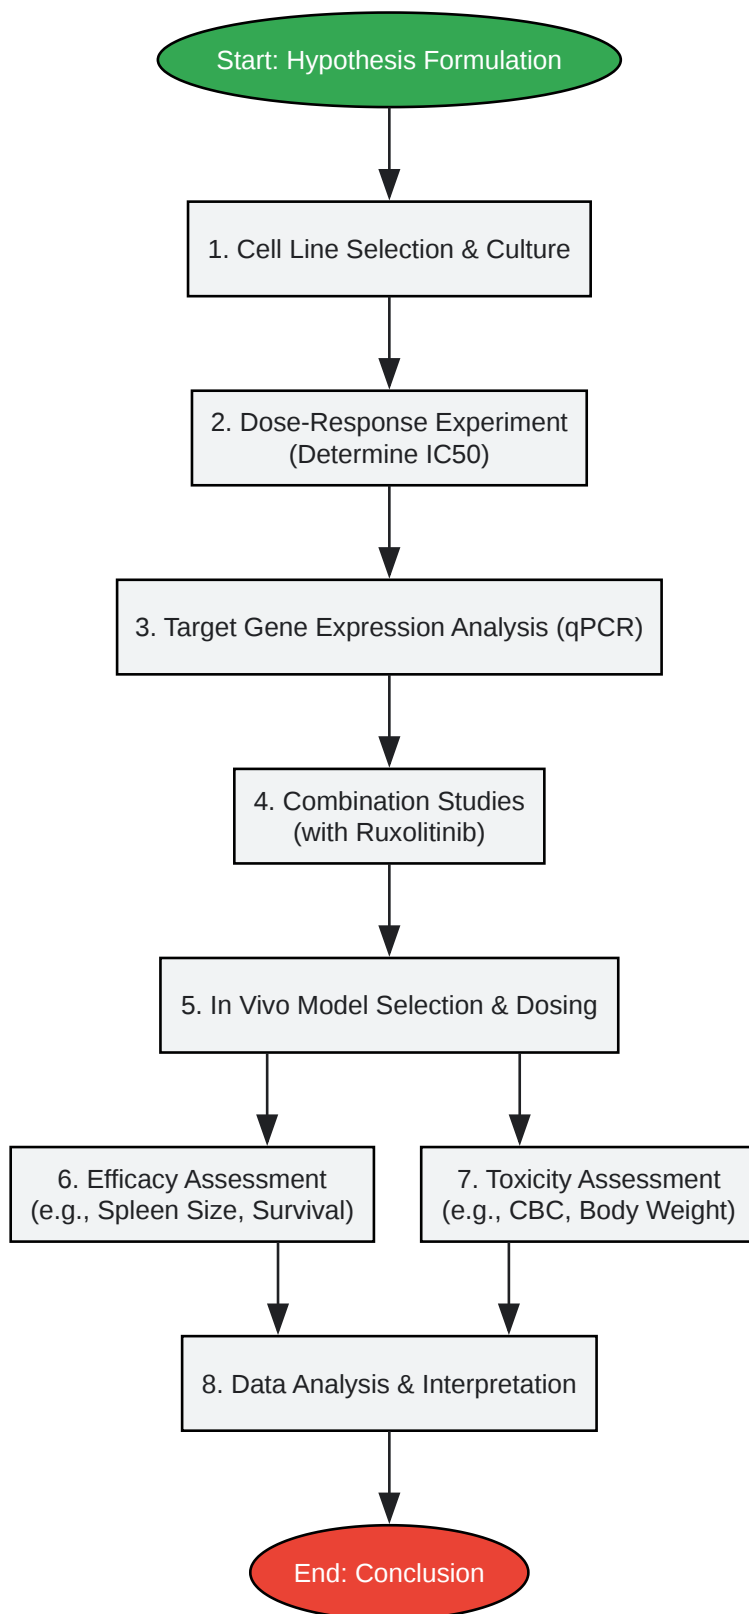 Start: Hypothesis Formulation
1. Cell Line Selection & Culture
2. Dose-Response Experiment
(Determine IC50)
3. Target Gene Expression Analysis (qPCR)
4. Combination Studies
(with Ruxolitinib)
5. In Vivo Model Selection & Dosing
6. Efficacy Assessment
(e.g., Spleen Size, Survival)
7. Toxicity Assessment
(e.g., CBC, Body Weight)
8. Data Analysis & Interpretation
End: Conclusion